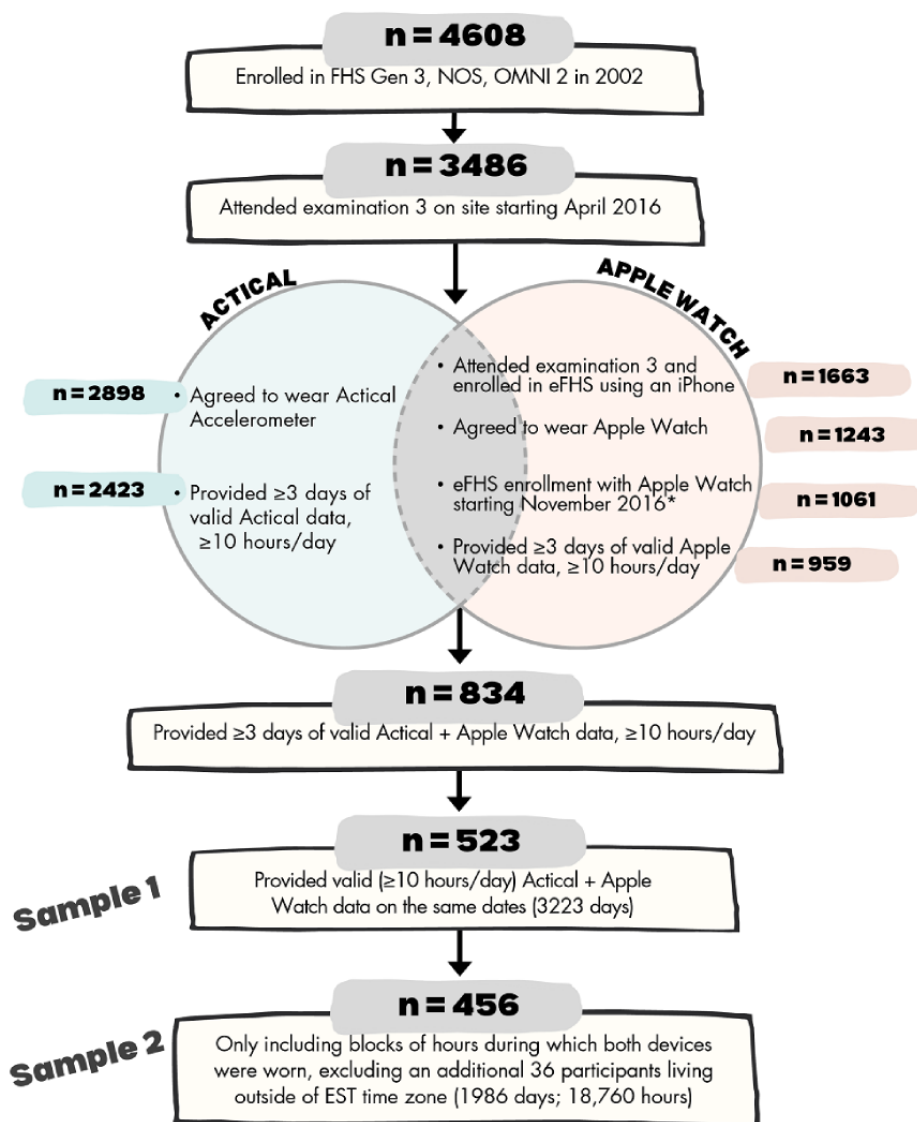 n = 4608
Enrolled in FHS Gen 3, NOS, OMNI 2 in 2002
n = 3486
Attended examination 3 on site starting April 2016
ACTICAL
APPLE WATCH
n = 2898
• Agreed to wear Actical
Accelerometer
n = 2423
• Provided ≥3 days of
valid Actical data,
≥10 hours/day
• Attended examination 3 and
enrolled in eFHS using an iPhone
n = 1663
• Agreed to wear Apple Watch
n = 1243
• eFHS enrollment with Apple Watch
starting November 2016*
n = 1061
• Provided ≥3 days of valid Apple
Watch data, ≥10 hours/day
n = 959
n = 834
Provided ≥3 days of valid Actical + Apple Watch data, ≥10 hours/day
Sample 1
n = 523
Provided valid (≥10 hours/day) Actical + Apple
Watch data on the same dates (3223 days)
Sample 2
n = 456
Only including blocks of hours during which both devices
were worn, excluding an additional 36 participants living
outside of EST time zone (1986 days; 18,760 hours)